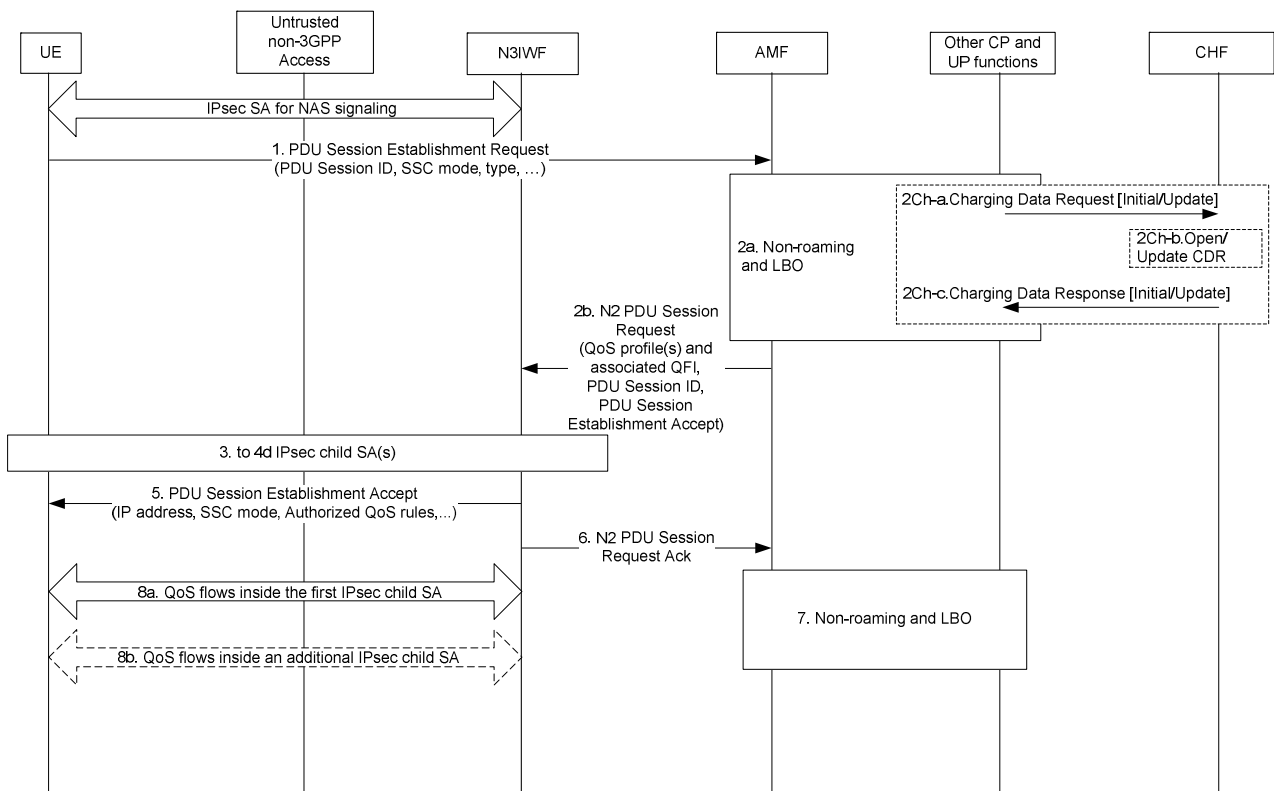 UE
Untrusted
non-3GPP
Access
N3IWF
AMF
Other CP and
UP functions
CHF
IPsec SA for NAS signaling
1. PDU Session Establishment Request
(PDU Session ID, SSC mode, type, ...)
2Ch-a.Charging Data Request [Initial/Update]
2a. Non-roaming
and LBO
2Ch-b.Open/
Update CDR
2Ch-c.Charging Data Response [Initial/Update]
2b. N2 PDU Session
Request
(QoS profile(s) and
associated QFI,
PDU Session ID,
PDU Session
Establishment Accept)
3. to 4d IPsec child SA(s)
5. PDU Session Establishment Accept
(IP address, SSC mode, Authorized QoS rules,...)
6. N2 PDU Session
Request Ack
8a. QoS flows inside the first IPsec child SA
7. Non-roaming and LBO
8b. QoS flows inside an additional IPsec child SA